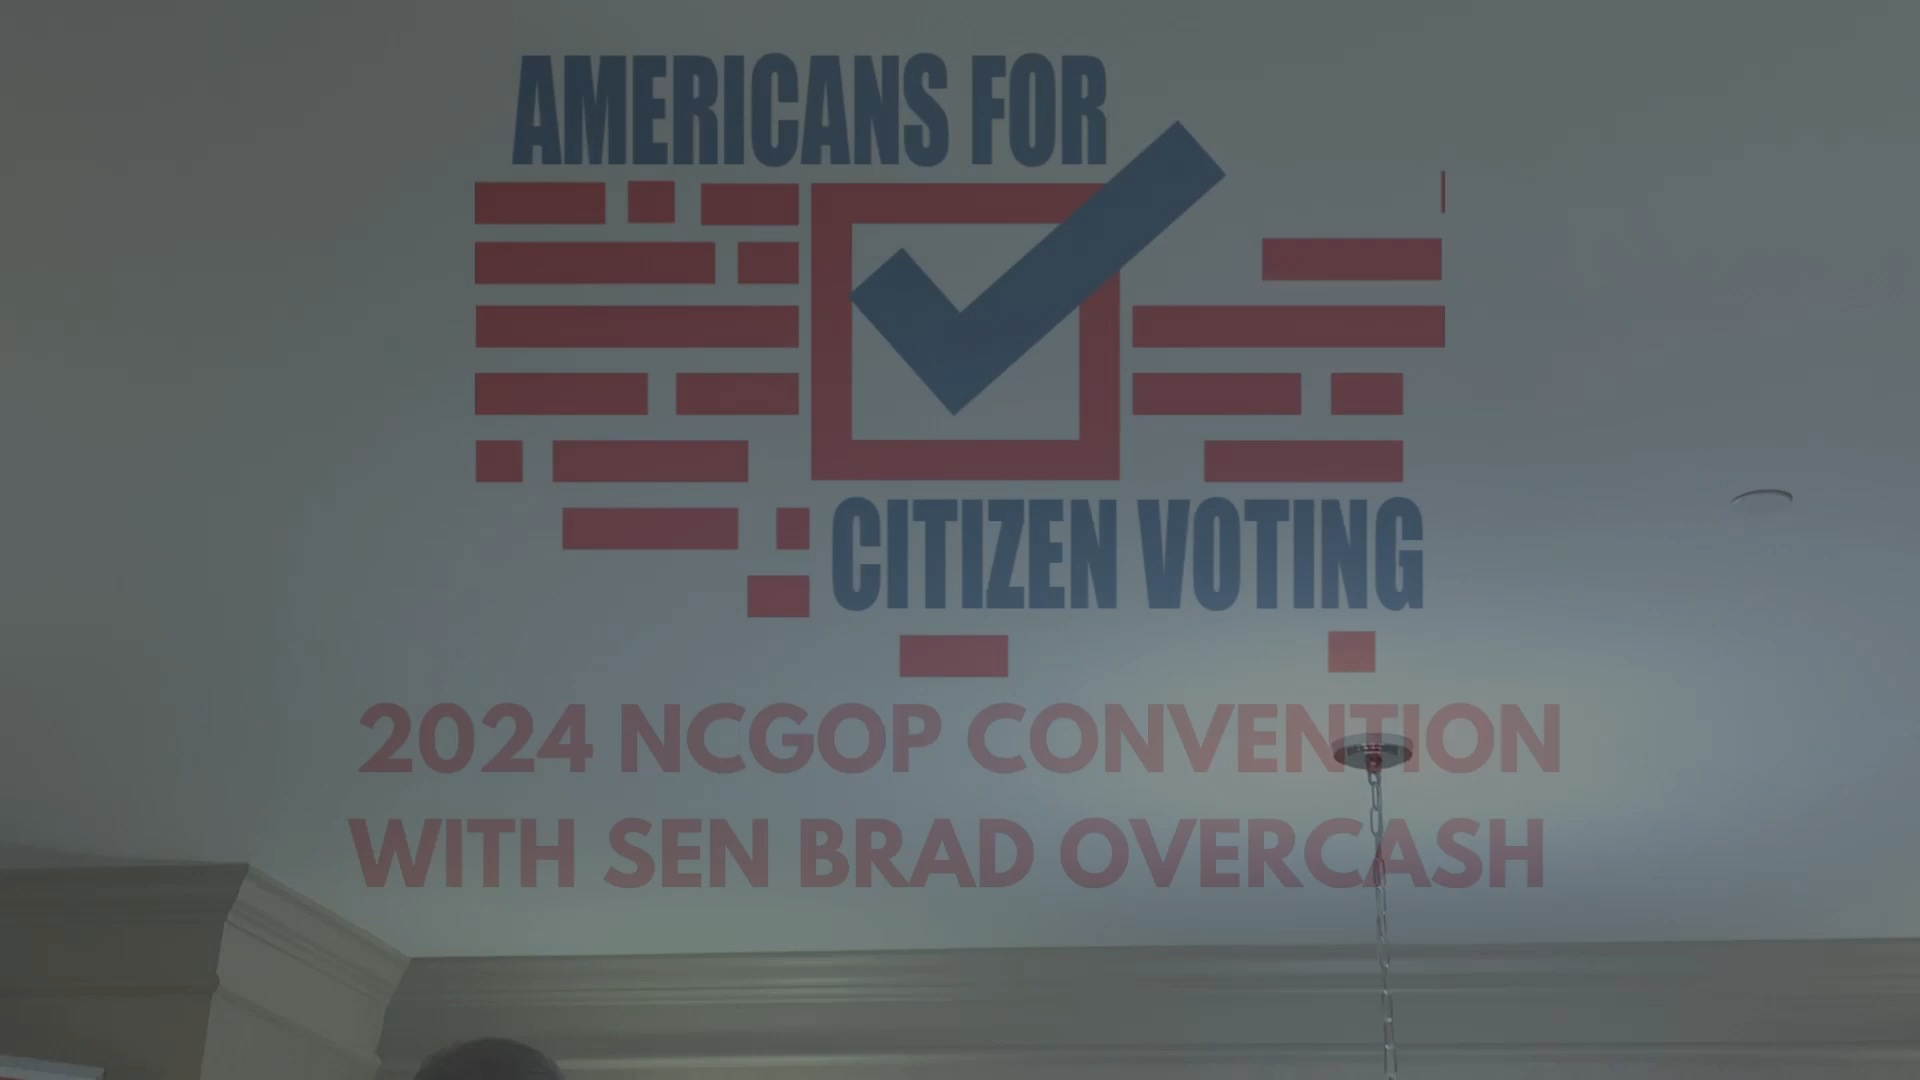 AMERICANS FOR
CITIZEN VOTING
2024 NCGOP CONVENTION
WITH SEN BRAD OVERCASH